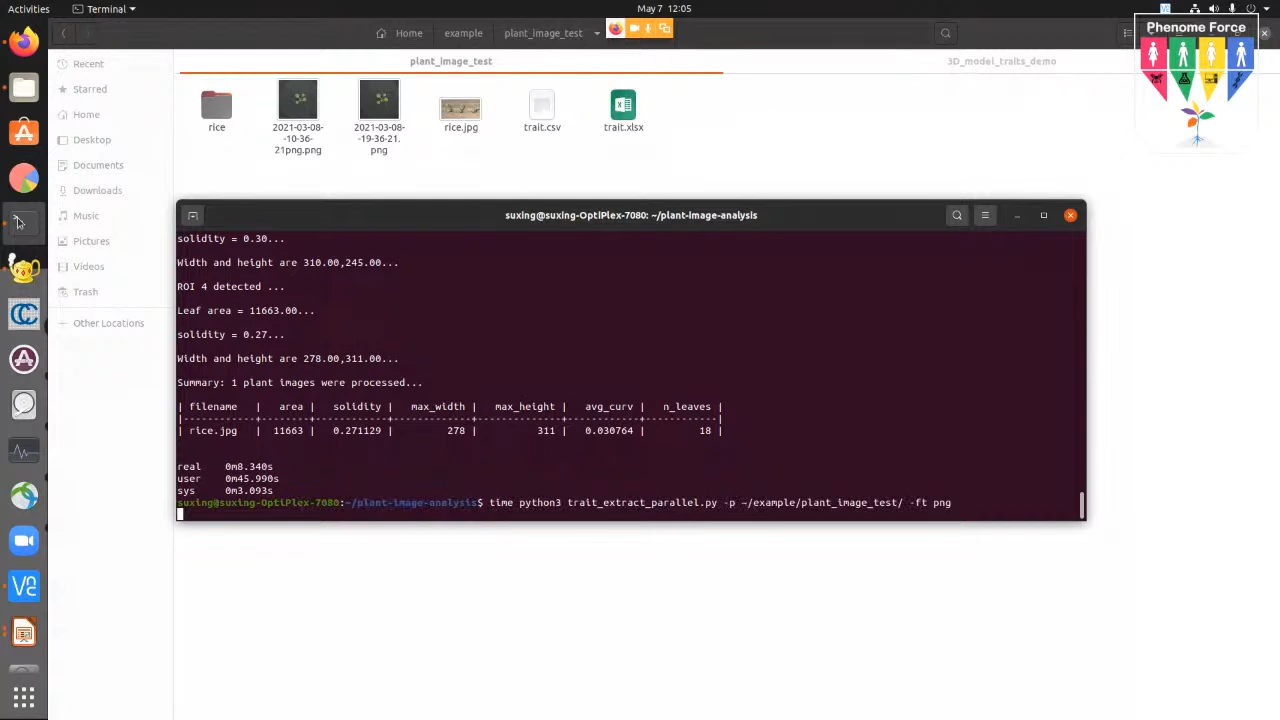 Activities
Terminal
May 7 12:05
Home
example
plant_image_test
Phenome Force
Recent
Starred
Home
Desktop
Documents
Downloads
Music
Pictures
Videos
Trash
Other Locations
plant_image_test
3D_model_traits_demo
rice
2021-03-08-
-10-36-
21png.png
2021-03-08-
-19-36-21.
png
rice.jpg
trait.csv
trait.xlsx
suxing@suxing-OptiPlex-7080: ~/plant-image-analysis
solidity = 0.30...
Width and height are 310.00,245.00...
ROI 4 detected ...
Leaf area = 11663.00...
solidity = 0.27...
Width and height are 278.00,311.00...
Summary: 1 plant images were processed...
| filename | area | solidity | max_width | max_height | avg_curv | n_leaves |
|-----------+--------+------------+-------------+--------------+------------+------------|
| rice.jpg | 11663 | 0.271129 | 278 | 311 | 0.030764 | 18 |
real 0m8.340s
user 0m45.990s
sys 0m3.093s
suxing@suxing-OptiPlex-7080:~/plant-image-analysis$ time python3 trait_extract_parallel.py -p ~/example/plant_image_test/ -ft png